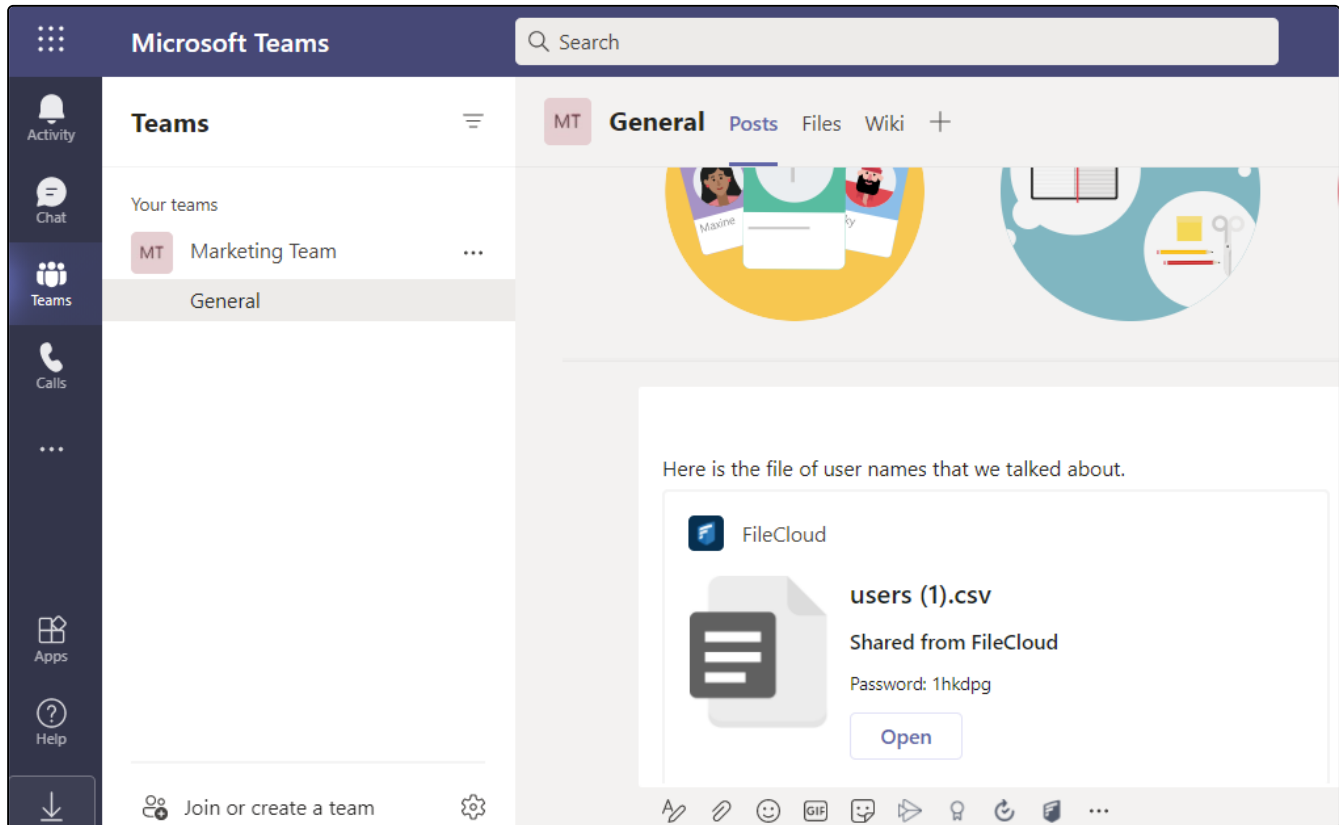 Microsoft Teams
Search
Activity
Chat
Teams
Calls
Apps
Help
Teams
Your teams
MT Marketing Team
General
Join or create a team
MT General Posts Files Wiki
Maxine
ky
Here is the file of user names that we talked about.
FileCloud
users (1).csv
Shared from FileCloud
Password: 1hkdpg
Open
GIF